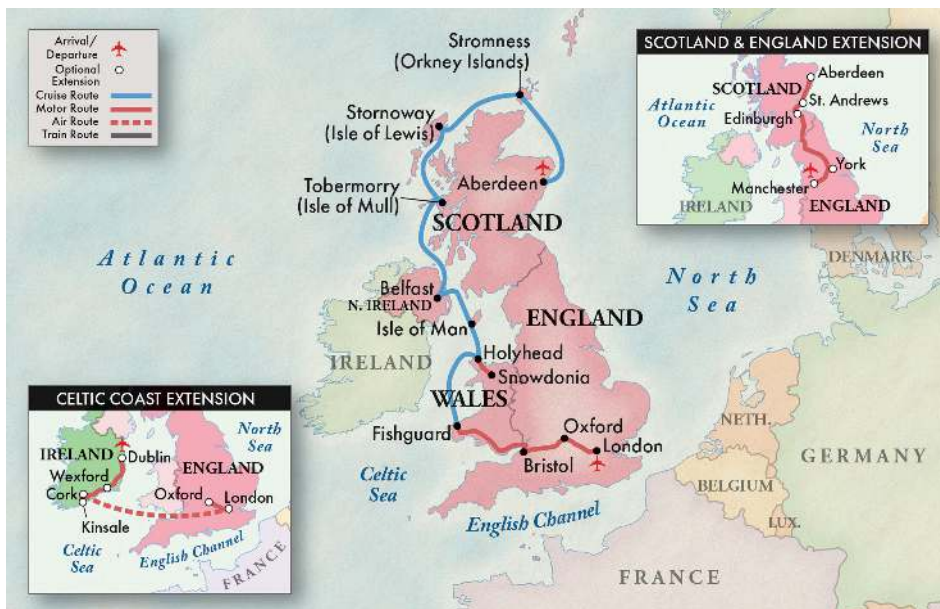 Arrival/
Departure
Optional
Extension
Cruise Route
Motor Route
Air Route
Train Route
Stromness
(Orkney Islands)
Stornoway
(Isle of Lewis)
Tobermorry
(Isle of Mull)
Aberdeen
SCOTLAND
Atlantic
Ocean
North
Sea
Belfast
N. IRELAND
Isle of Man
ENGLAND
IRELAND
Holyhead
Snowdonia
WALES
Fishguard
Oxford
London
Bristol
Celtic
Sea
English Channel
DENMARK
NETH.
BELGIUM
LUX.
GERMANY
FRANCE
SCOTLAND & ENGLAND EXTENSION
Aberdeen
SCOTLAND
St. Andrews
Atlantic
Ocean
Edinburgh
North
Sea
York
Manchester
IRELAND
ENGLAND
CELTIC COAST EXTENSION
North
Sea
IRELAND
Dublin
ENGLAND
Wexford
Cork
Oxford
London
Kinsale
Celtic
Sea
English Channel
FRANCE